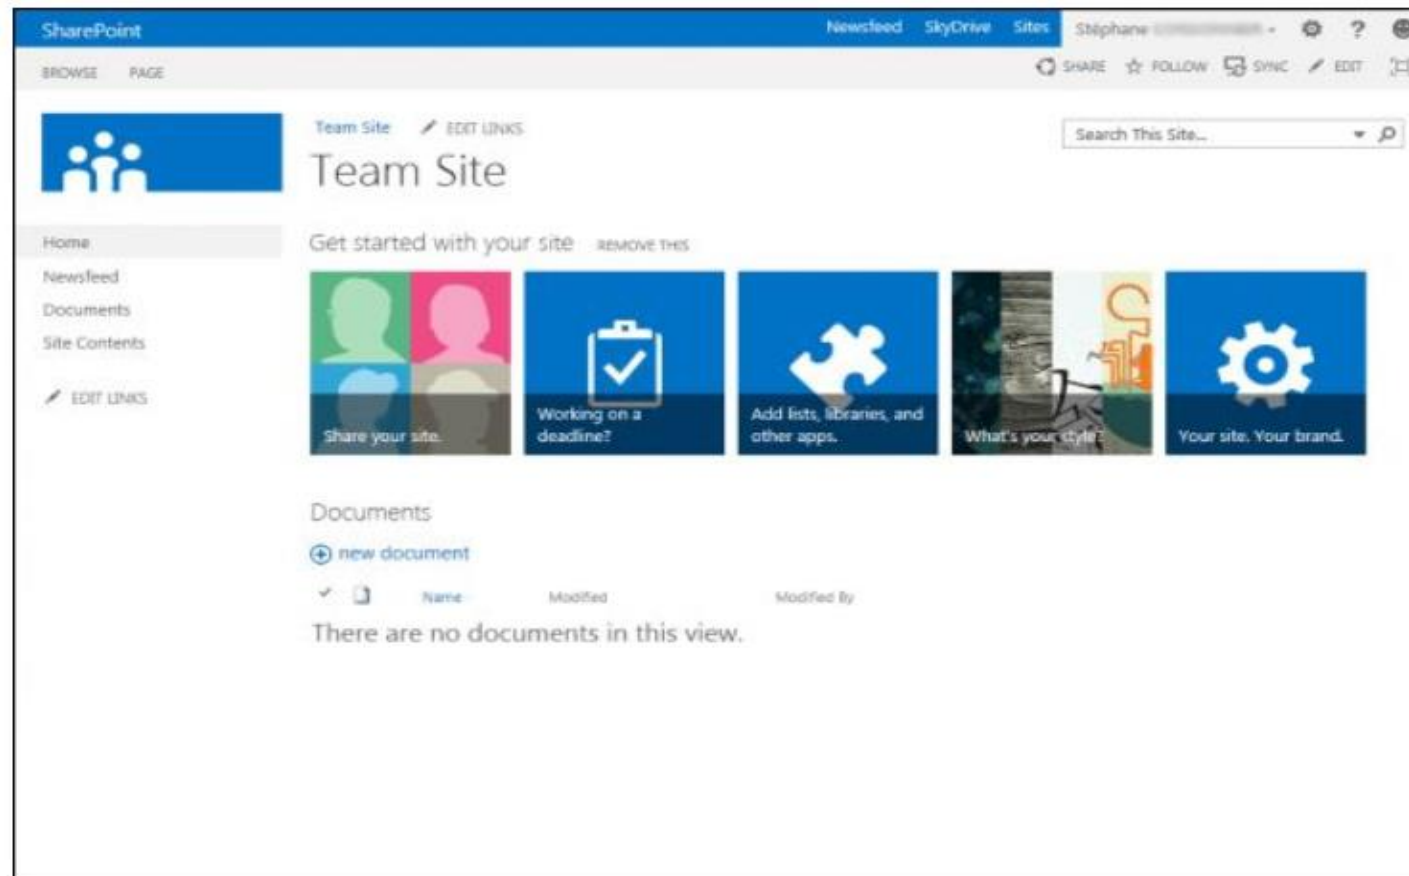 SharePoint
Newsfeed SkyDrive Sites Stéphane
BROWSE PAGE
SHARE FOLLOW SYNC EDIT
Team Site EDIT LINKS
Search This Site...
Team Site
Home
Newsfeed
Documents
Site Contents
EDIT LINKS
Get started with your site REMOVE THIS
Share your site.
Working on a
deadline?
Add lists, libraries, and
other apps.
What's your style?
Your site. Your brand.
Documents
new document
Name Modified Modified By
There are no documents in this view.